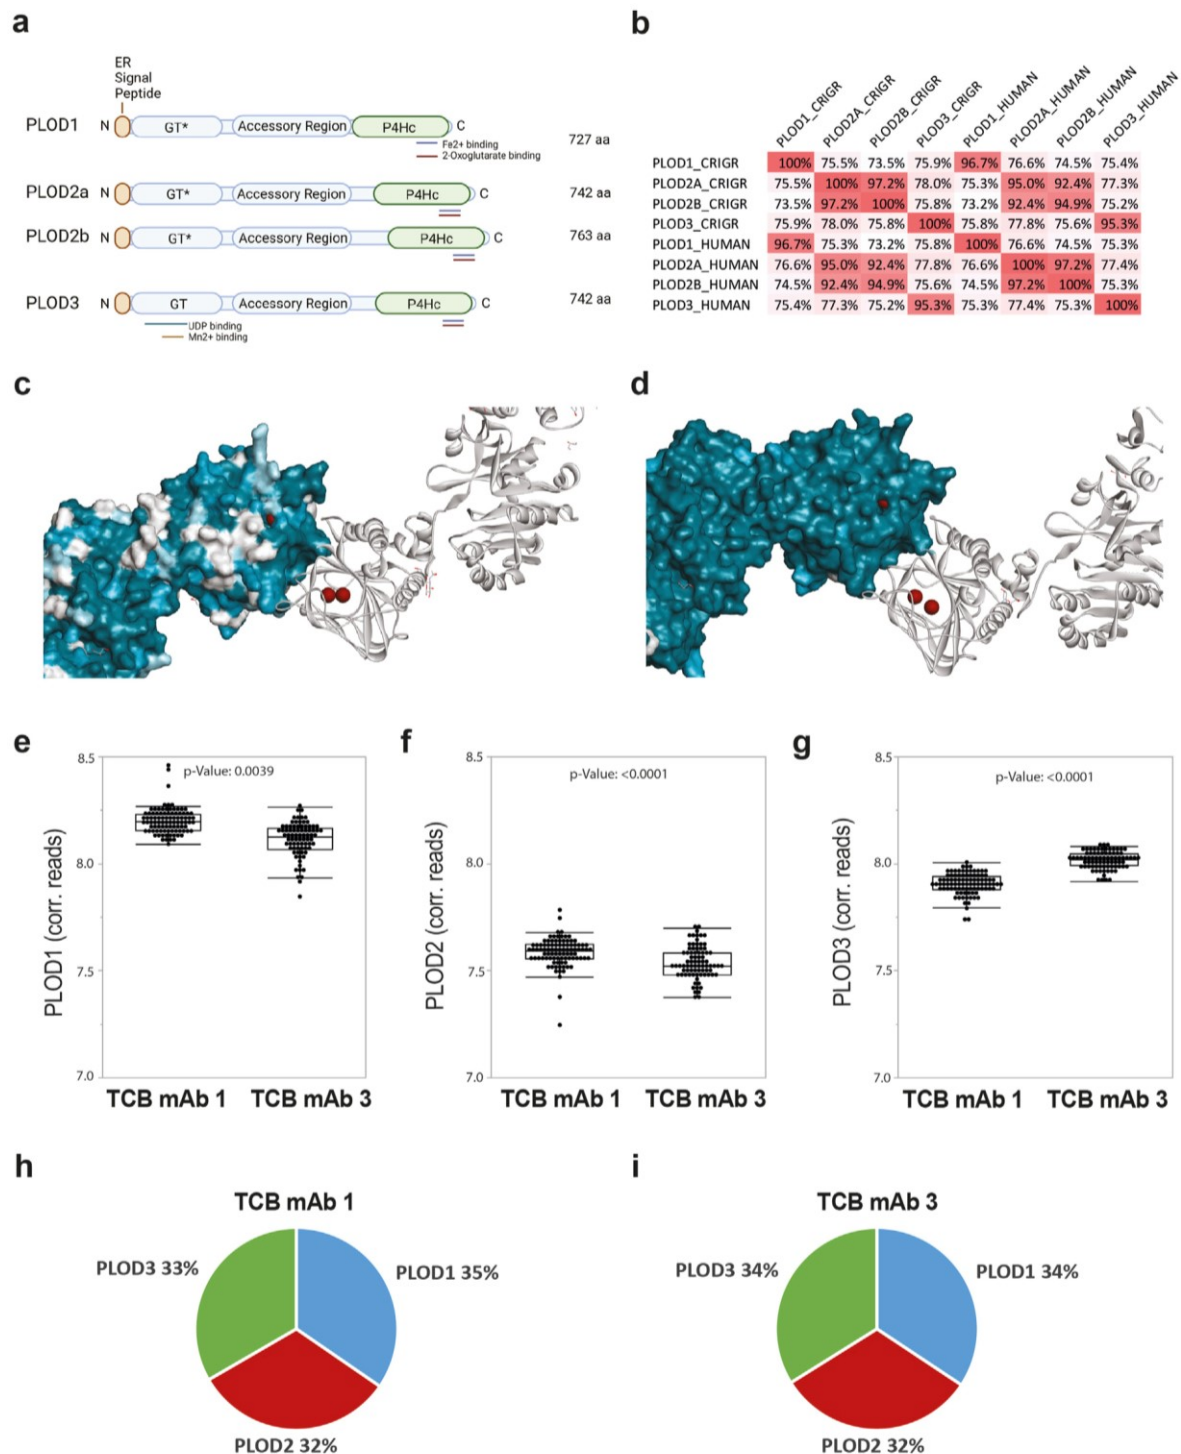 a
ER
Signal
Peptide
PLOD1 N GT* Accessory Region P4Hc C 727 aa
Fe2+ binding
2-Oxoglutarate binding
PLOD2a N GT* Accessory Region P4Hc C 742 aa
PLOD2b N GT* Accessory Region P4Hc C 763 aa
PLOD3 N GT Accessory Region P4Hc C 742 aa
UDP binding
Mn2+ binding
b
PLOD1_CRIGR PLOD2A_CRIGR PLOD2B_CRIGR PLOD3_CRIGR PLOD1_HUMAN PLOD2A_HUMAN PLOD2B_HUMAN PLOD3_HUMAN
PLOD1_CRIGR 100% 75.5% 73.5% 75.9% 96.7% 76.6% 74.5% 75.4%
PLOD2A_CRIGR 75.5% 100% 97.2% 78.0% 75.3% 95.0% 92.4% 77.3%
PLOD2B_CRIGR 73.5% 97.2% 100% 75.8% 73.2% 92.4% 94.9% 75.2%
PLOD3_CRIGR 75.9% 78.0% 75.8% 100% 75.8% 77.8% 75.6% 95.3%
PLOD1_HUMAN 96.7% 75.3% 73.2% 75.8% 100% 76.6% 74.5% 75.3%
PLOD2A_HUMAN 76.6% 95.0% 92.4% 77.8% 76.6% 100% 97.2% 77.4%
PLOD2B_HUMAN 74.5% 92.4% 94.9% 75.6% 74.5% 97.2% 100% 75.3%
PLOD3_HUMAN 75.4% 77.3% 75.2% 95.3% 75.3% 77.4% 75.3% 100%
c
d
e
PLOD1 (corr. reads)
8.5
8.0
7.5
7.0
p-Value: 0.0039
TCB mAb 1 TCB mAb 3
f
PLOD2 (corr. reads)
8.5
8.0
7.5
7.0
p-Value: <0.0001
TCB mAb 1 TCB mAb 3
g
PLOD3 (corr. reads)
8.5
8.0
7.5
7.0
p-Value: <0.0001
TCB mAb 1 TCB mAb 3
h
TCB mAb 1
PLOD3 33%
PLOD1 35%
PLOD2 32%
i
TCB mAb 3
PLOD3 34%
PLOD1 34%
PLOD2 32%